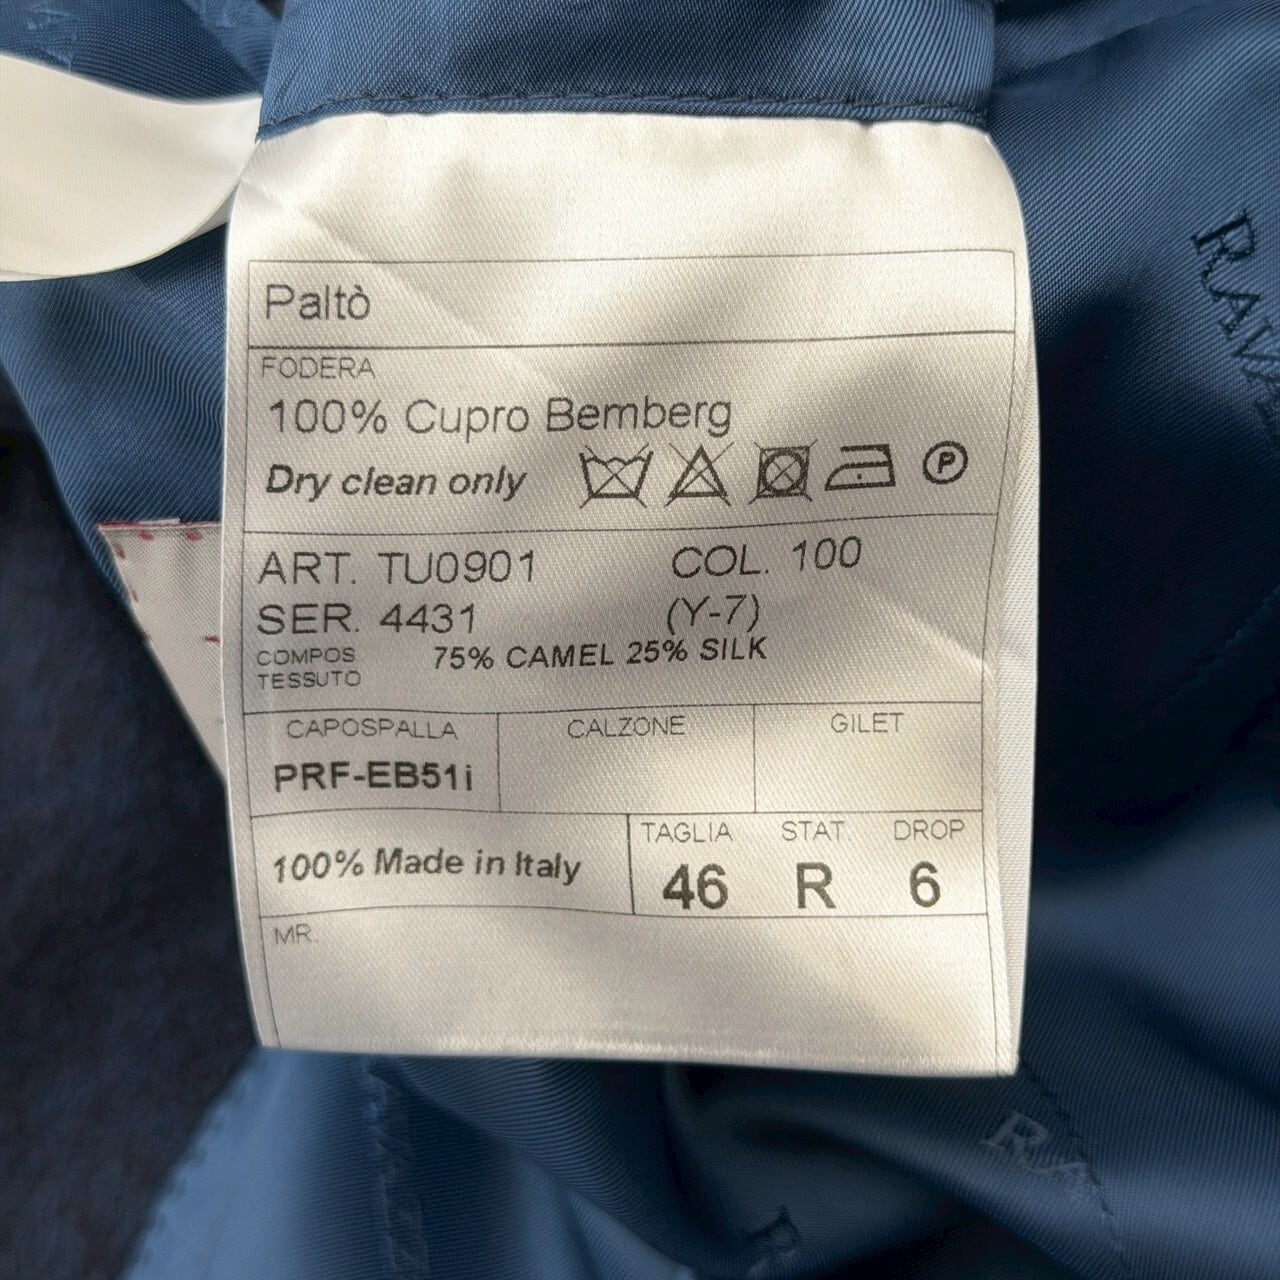 Paltò
FODERA
100% Cupro Bemberg
Dry clean only P
ART. TU0901 COL. 100
SER. 4431 (Y-7)
COMPOS 75% CAMEL 25% SILK
TESSUTO
CAPOSPALLA CALZONE GILET
PRF-EB51i
100% Made in Italy
TAGLIA STAT. DROP
46 R 6
MR.